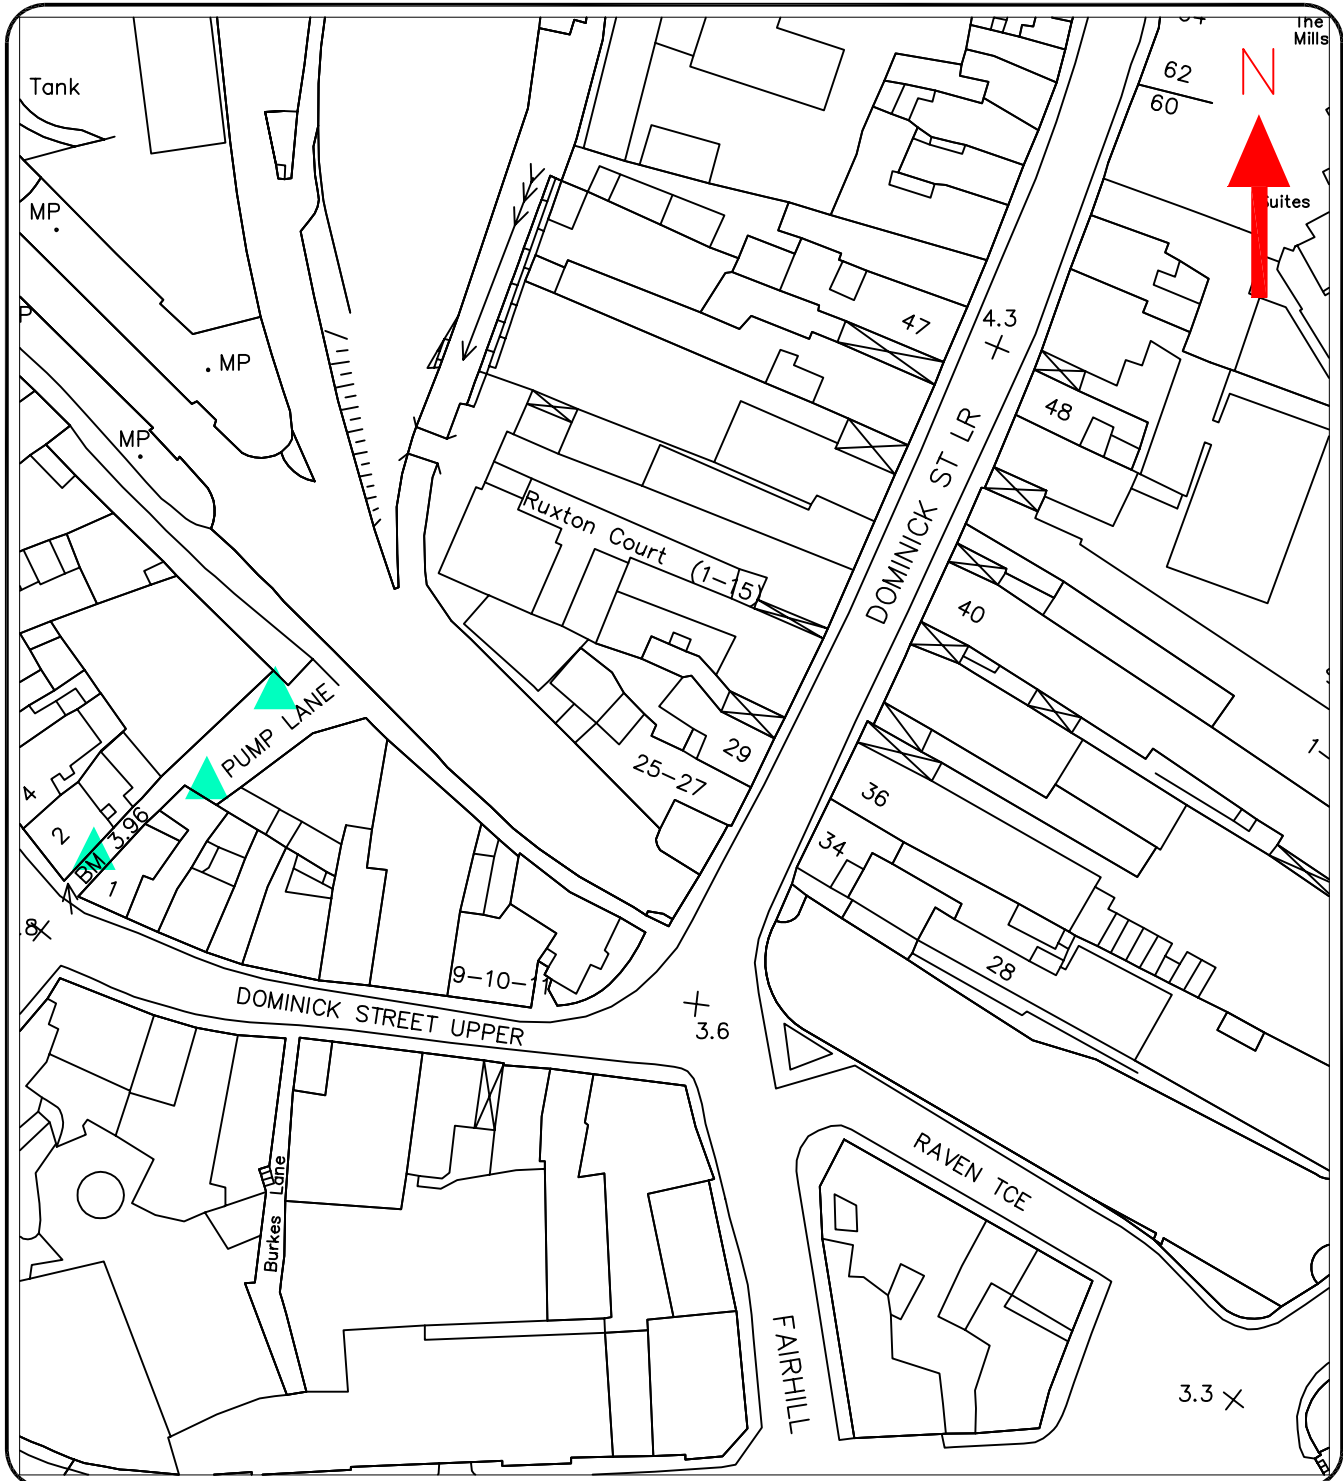 The
Mills
62
60
N
Tank
MP
Suites
47
4.3
MP
48
MP
DOMINICK ST LR
Ruxton Court (1-15)
40
PUMP LANE
29
25-27
36
4
2
BM 3.96
34
1
28
9-10-11
DOMINICK STREET UPPER
3.6
RAVEN TCE
Burkes Lane
FAIRHILL
3.3